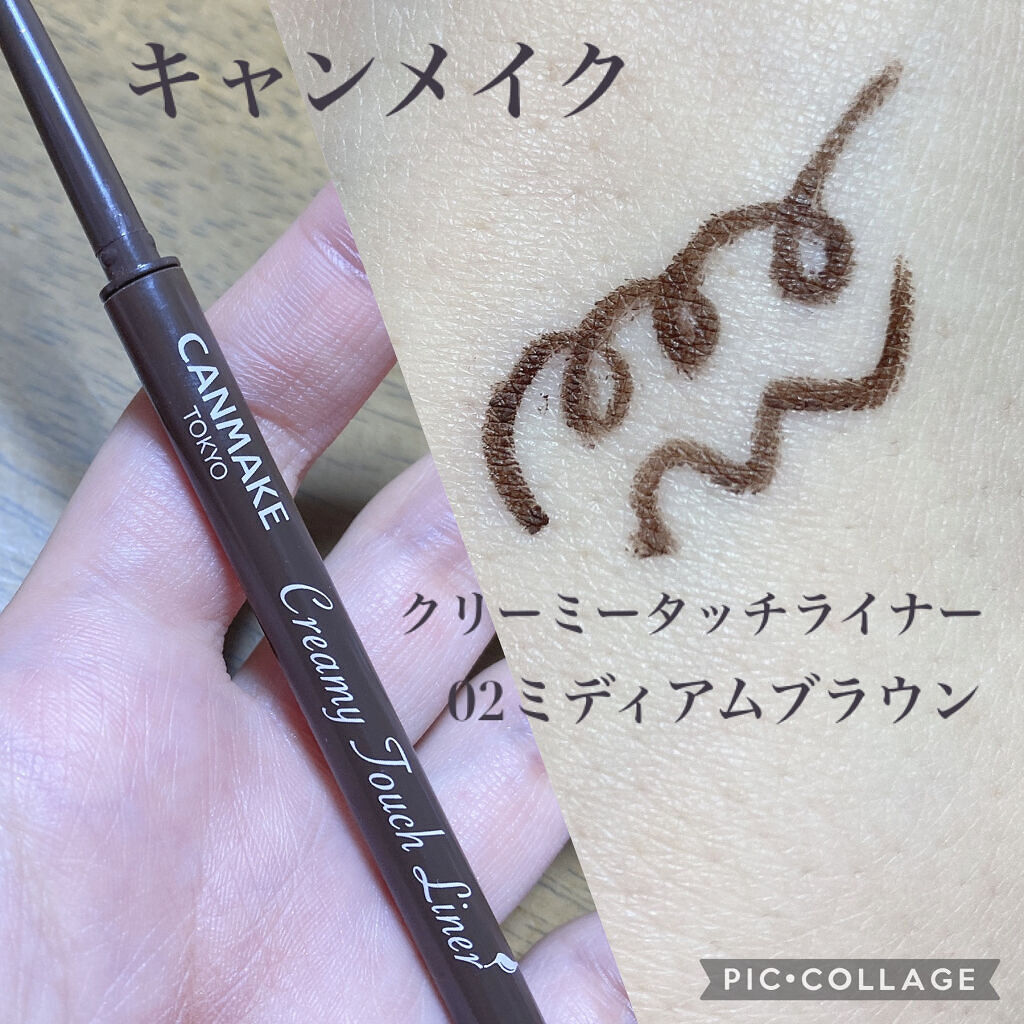 キャンメイク
CANMAKE
TOKYO
Creamy Touch Liner
クリーミータッチライナー
02ミディアムブラウン
PIC•COLLAGE